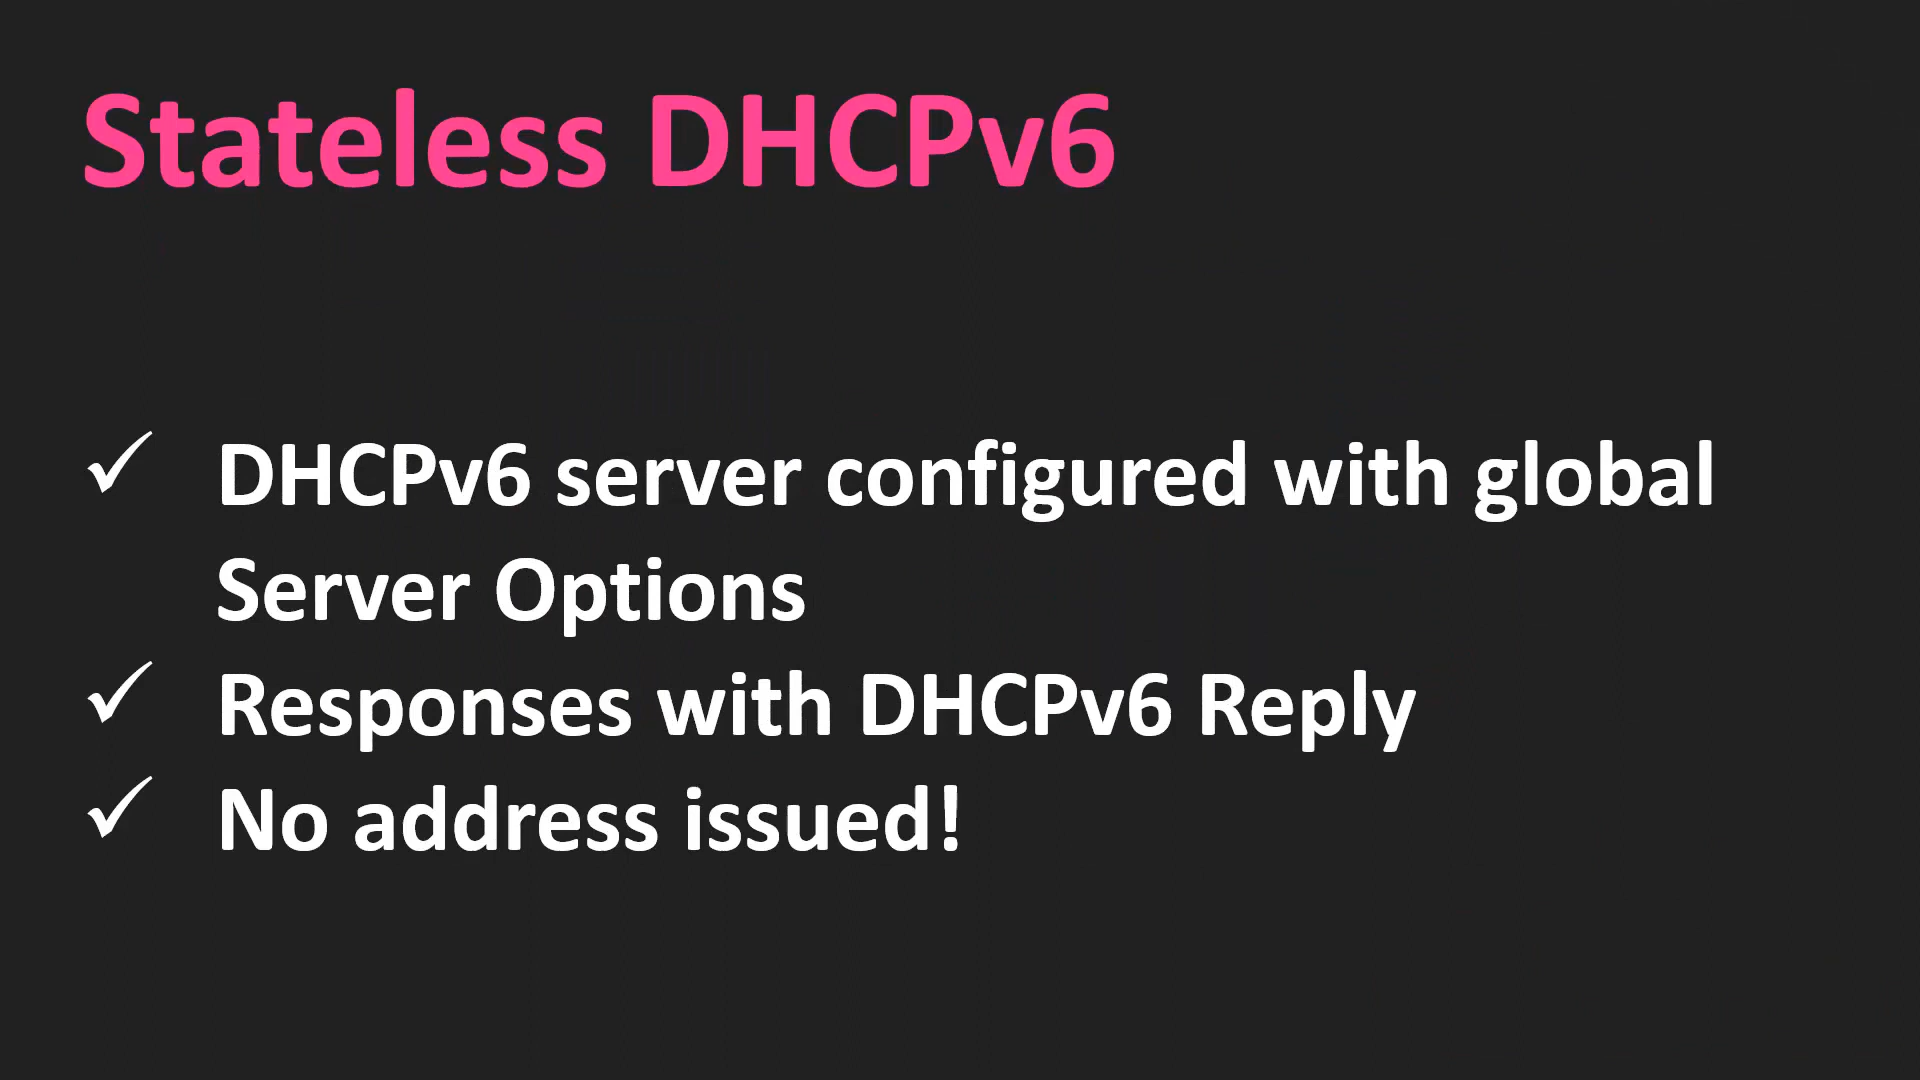 Stateless DHCPv6
✓ DHCPv6 server configured with global
Server Options
✓ Responses with DHCPv6 Reply
✓ No address issued!